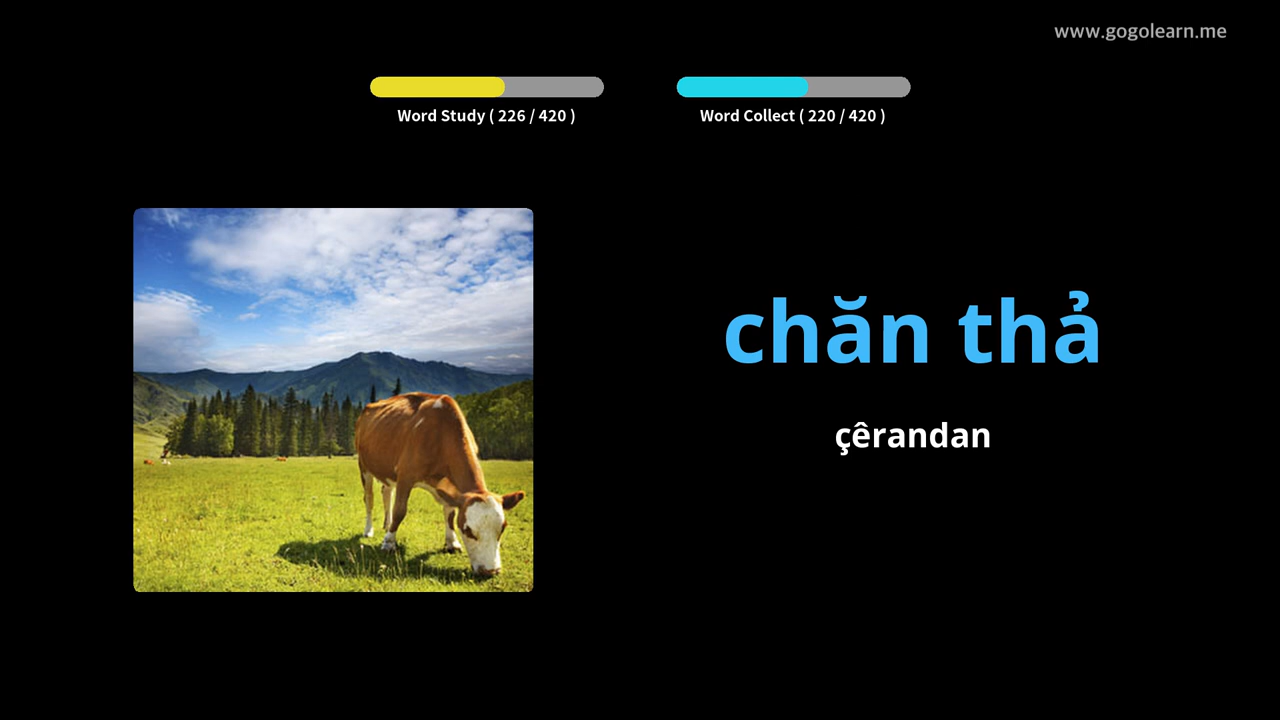 www.gogolearn.me
Word Study ( 226 / 420 )
Word Collect ( 220 / 420 )
chăn thả
çêrandan